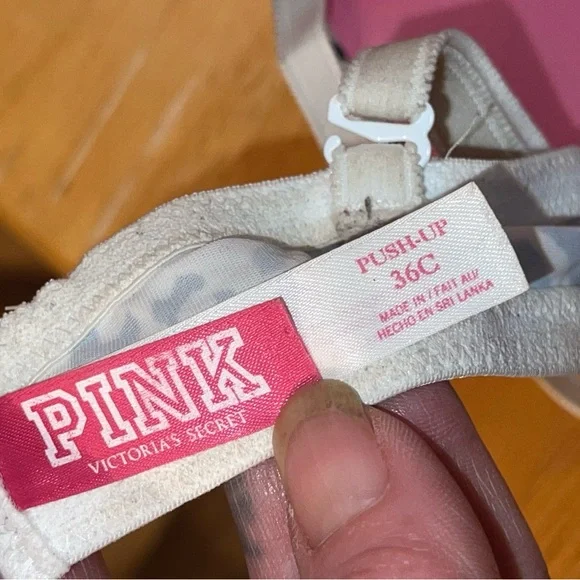 PINK
VICTORIA'S SECRET
PUSH-UP
36C
MADE IN / FAIT AU/
HECHO EN SRI LANKA